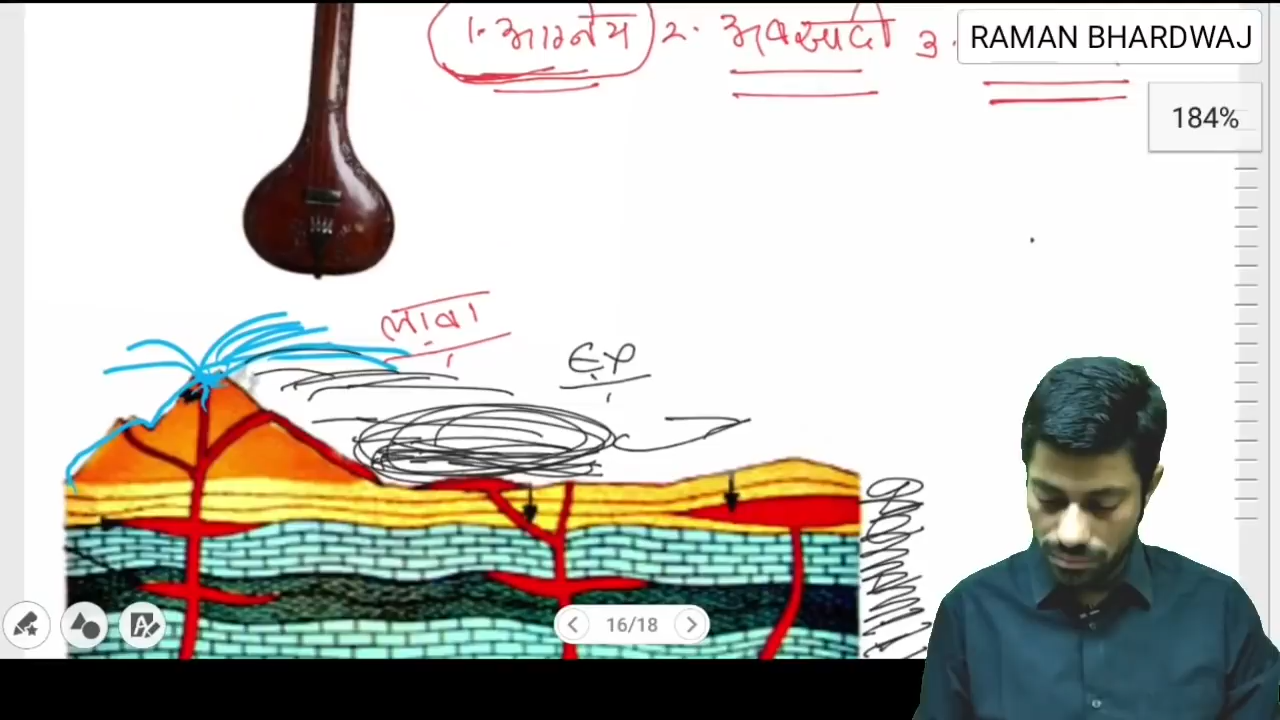 1. आग्नेय 2. अवसादी 3.
RAMAN BHARDWAJ
184%
लावा
Ex
16/18